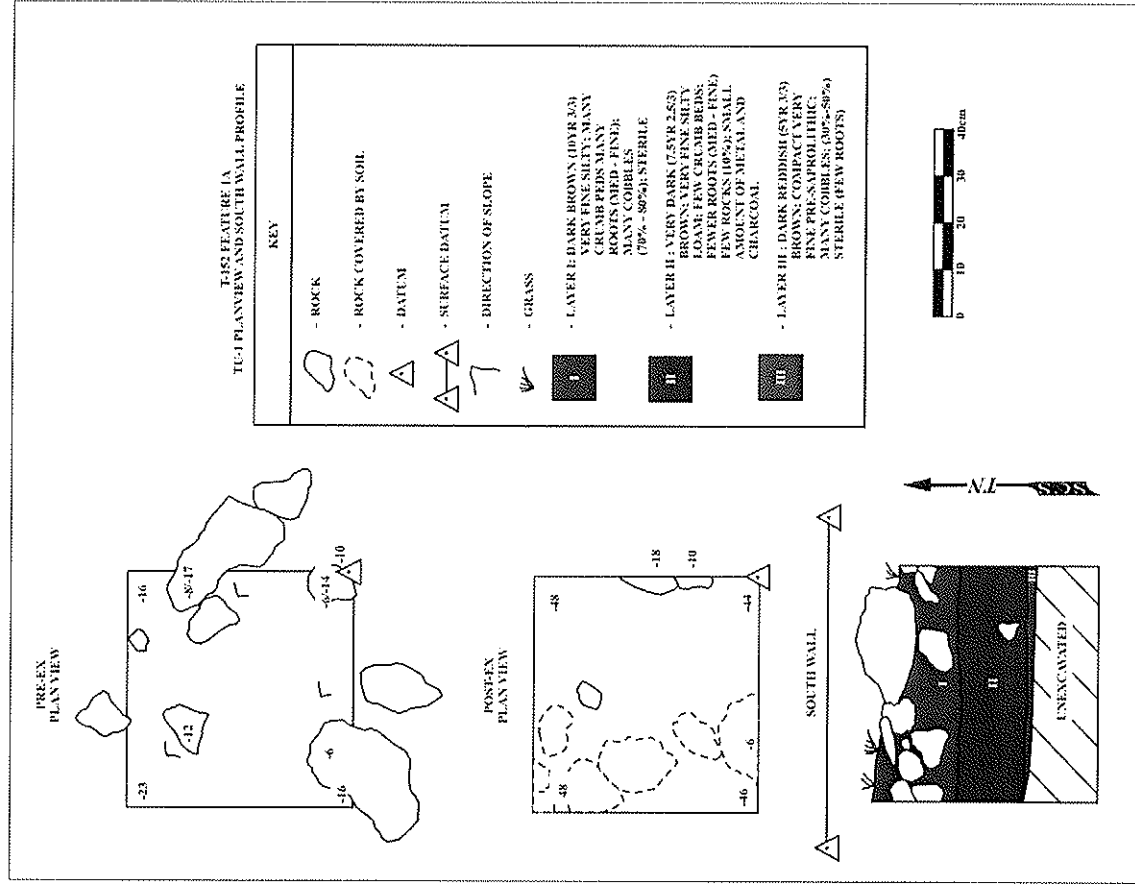 T-152 FEATURE 1A
TU-1 PLANVIEW AND SOUTH WALL PROFILE
KEY
- ROCK
- ROCK COVERED BY SOIL
- DATUM
- SURFACE DATUM
- DIRECTION OF SLOPE
- GRASS
I
- LAYER I: DARK BROWN (10YR 3/3)
VERY FINE SILTY; MANY
CRUMB PEDS MANY
ROOTS (MED - FINE);
MANY COBBLES
(70% - 80%); STERILE
II
- LAYER II : VERY DARK (7.5YR 2.5/3)
BROWN; VERY FINE SILTY
LOAM; FEW CRUMB BEDS;
FEWER ROOTS (MED - FINE)
FEW ROCKS (10%); SMALL
AMOUNT OF METAL AND
CHARCOAL
III
- LAYER III : DARK REDDISH (5YR 3/3)
BROWN; COMPACT VERY
FINE PRE-SAPROLITHIC;
MANY COBBLES; (30%-50%)
STERILE (FEW ROOTS)
0 10 20 30 40cm
PRE-EX
PLAN VIEW
-23
-16
-12
-8/-17
-6
-16
-6/-14
-10
POST-EX
PLAN VIEW
-48
-48
-18
-10
-6
-46
-44
SOUTH WALL
I
II
III
UNEXCAVATED
TN